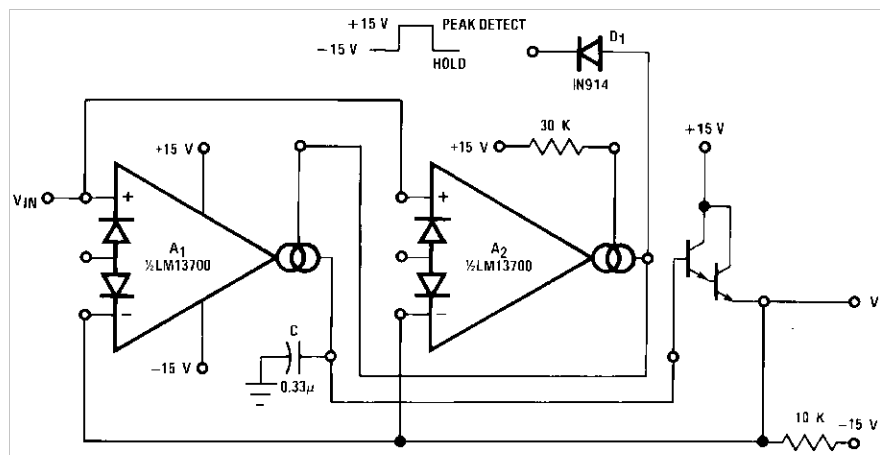 +15 V
PEAK DETECT
-15 V
HOLD
D1
IN914
30 K
+15 V
+15 V
+15 V
VIN
+
+
A1
½LM13700
A2
½LM13700
−
−
-15 V
C
0.33µ
V
10 K
-15 V